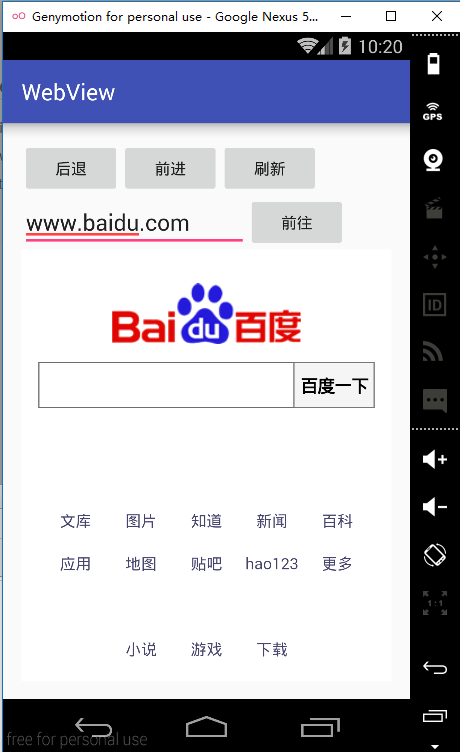 Genymotion for personal use - Google Nexus 5...
10:20
WebView
GPS
后退 前进 刷新
www.baidu.com 前往
Bai du 百度
百度一下
ID
文库 图片 知道 新闻 百科
应用 地图 贴吧 hao123 更多
1:1
小说 游戏 下载
free for personal use